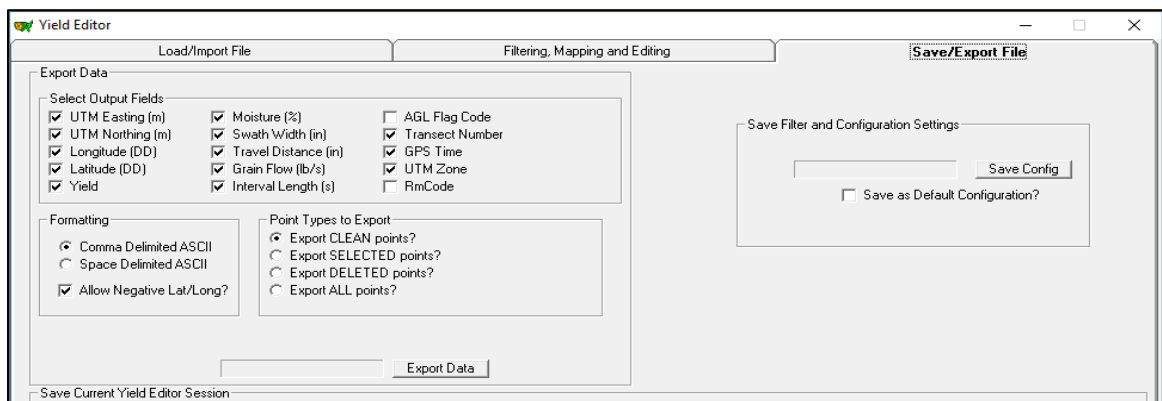 Yield Editor
Load/Import File
Filtering, Mapping and Editing
Save/Export File
Export Data
Select Output Fields
UTM Easting (m)
UTM Northing (m)
Longitude (DD)
Latitude (DD)
Yield
Moisture (%)
Swath Width (in)
Travel Distance (in)
Grain Flow (lb/s)
Interval Length (s)
AGL Flag Code
Transect Number
GPS Time
UTM Zone
RmCode
Formatting
Comma Delimited ASCII
Space Delimited ASCII
Allow Negative Lat/Long?
Point Types to Export
Export CLEAN points?
Export SELECTED points?
Export DELETED points?
Export ALL points?
Export Data
Save Filter and Configuration Settings
Save Config
Save as Default Configuration?
Save Current Yield Editor Session